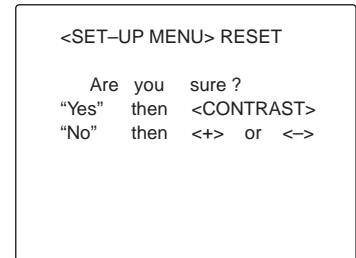 <SET–UP MENU> RESET
Are you sure ?
“Yes” then <CONTRAST>
“No” then <+> or <–>